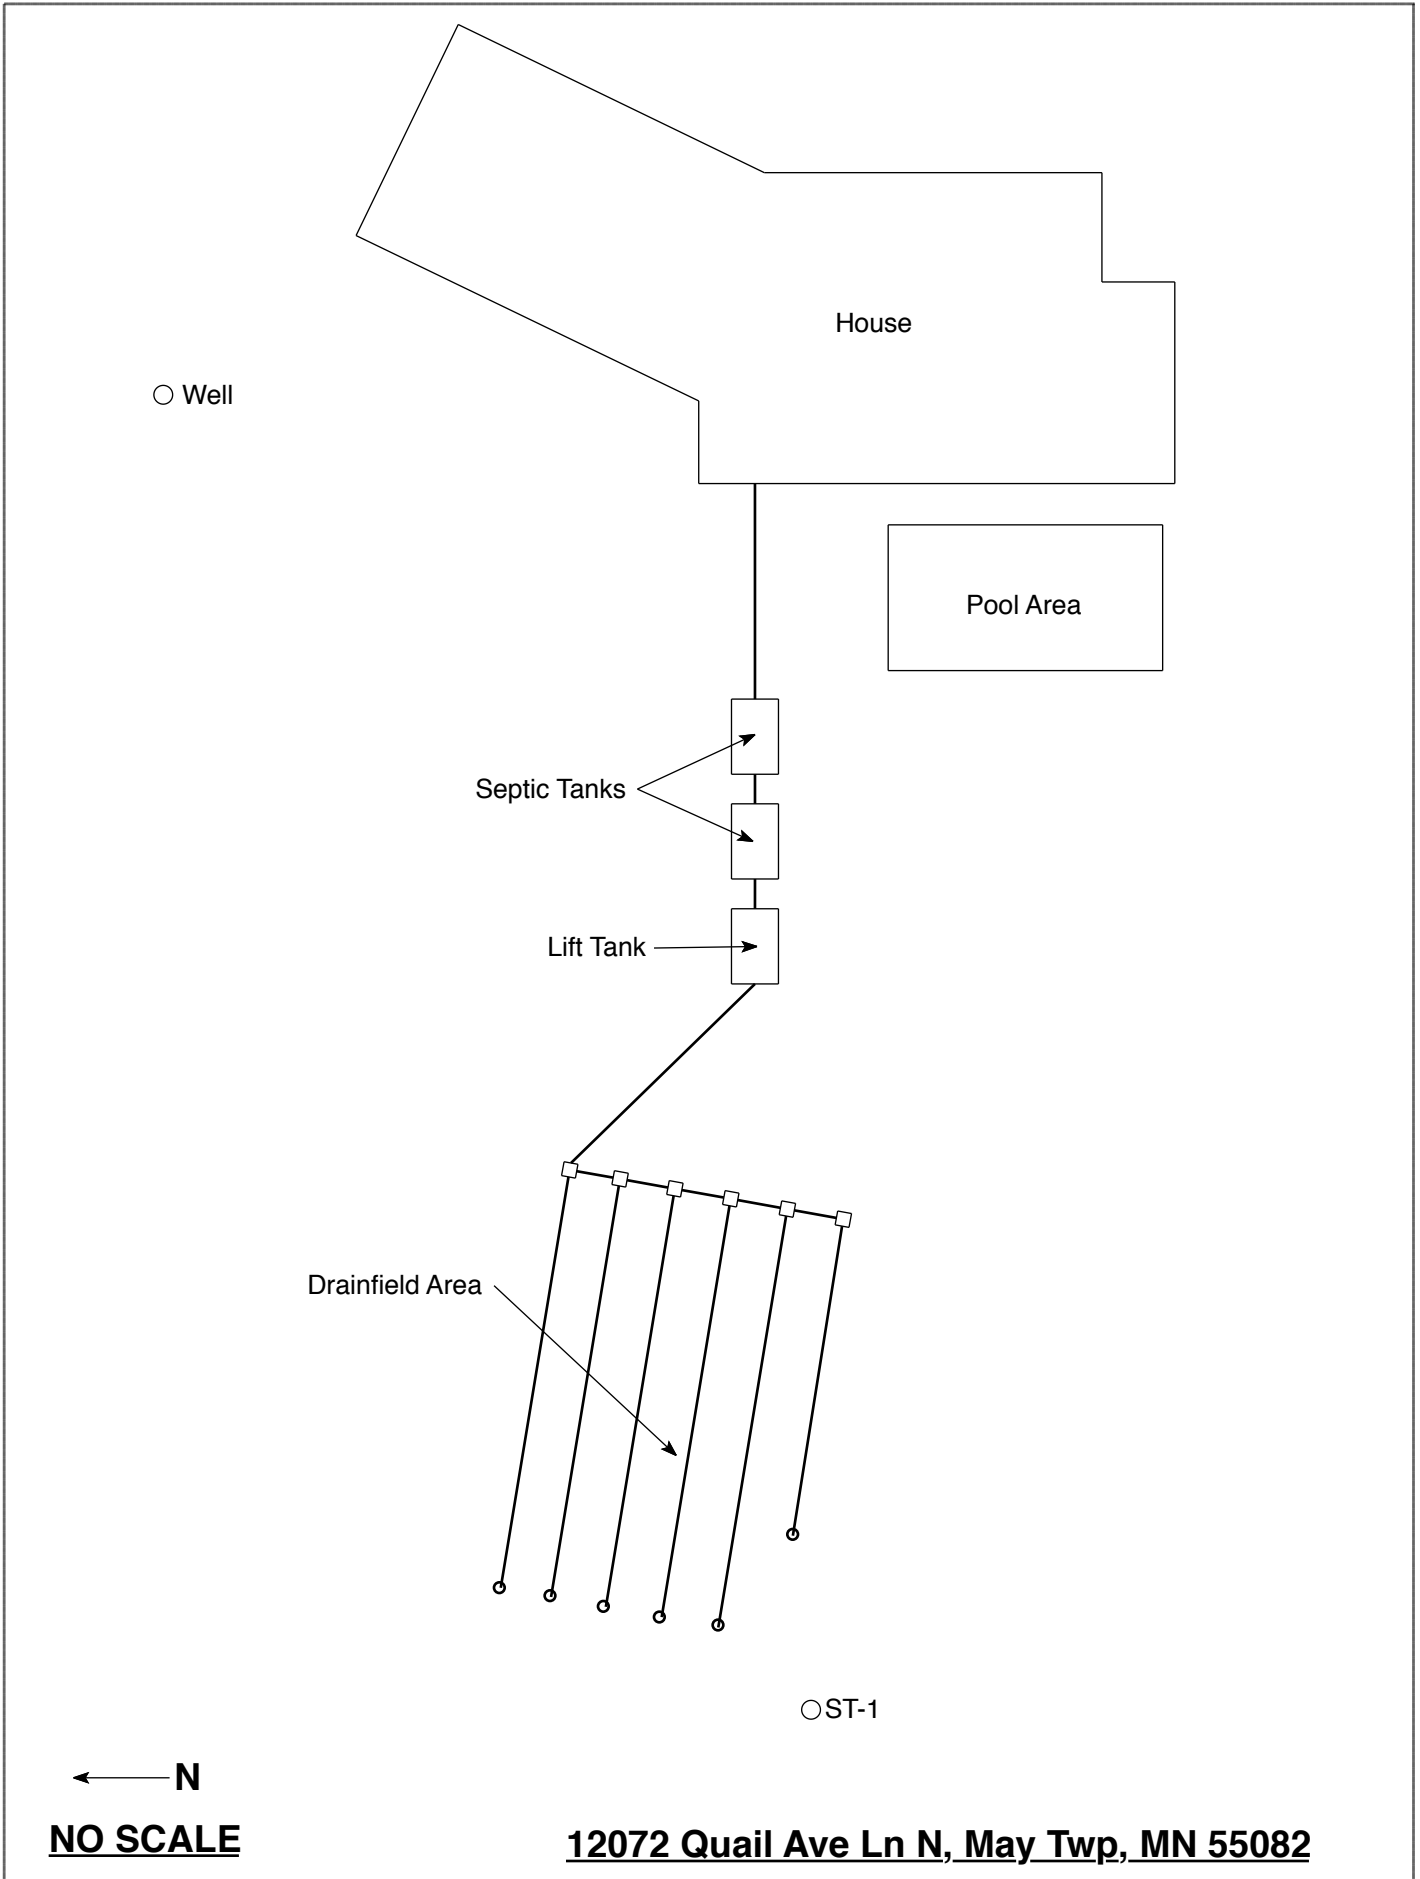 House
Well
Pool Area
Septic Tanks
Lift Tank
Drainfield Area
ST-1
N
NO SCALE
12072 Quail Ave Ln N, May Twp, MN 55082